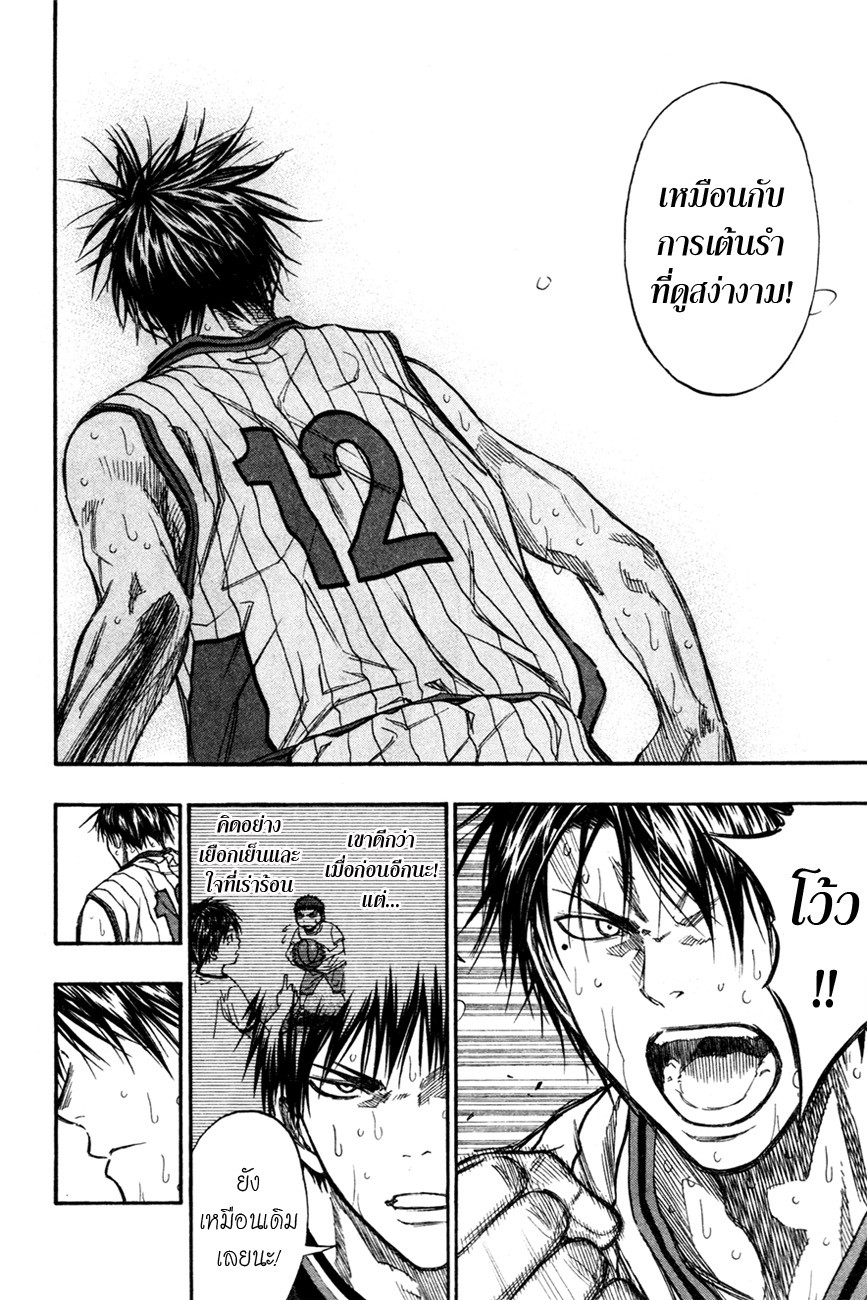 เหมือนกับ
การเต้นรำ
ที่ดูสง่างาม!
12
โว้ว
!!
เขาดีกว่า
เมื่อก่อนอีกนะ!
แต่...
คิดอย่าง
เยือกเย็นและ
ใจที่เร่าร้อน
ยัง
เหมือนเดิม
เลยนะ!
1